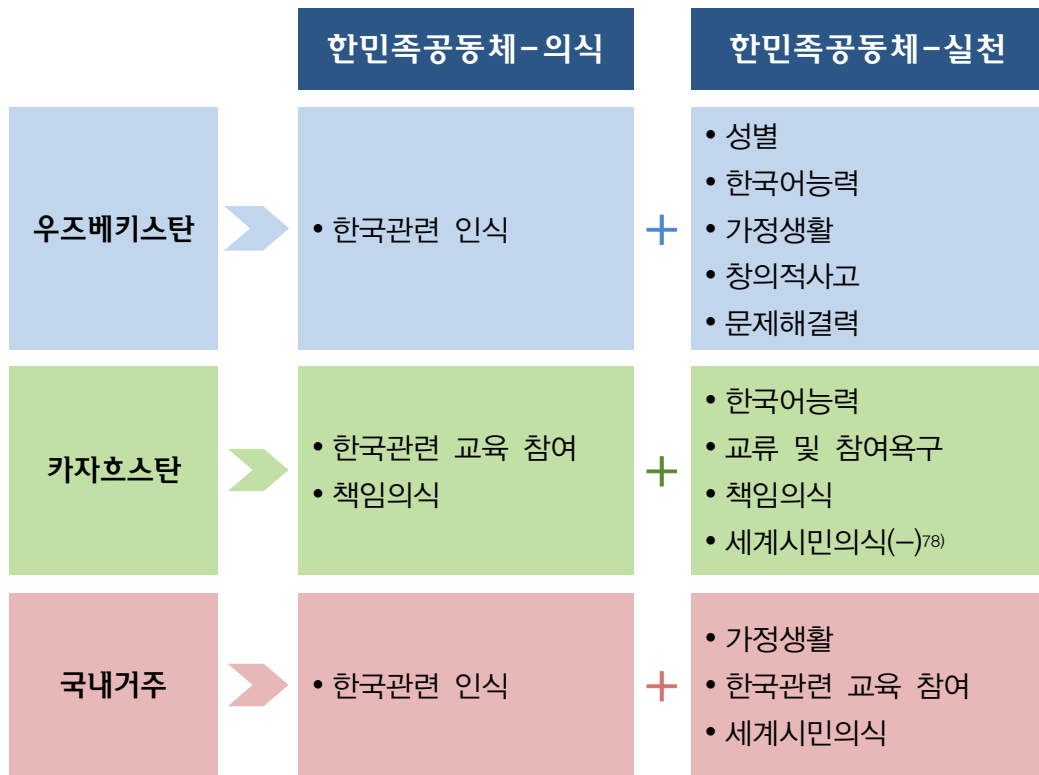 한민족공동체-의식
한민족공동체-실천
우즈베키스탄
• 한국관련 인식
+
• 성별
• 한국어능력
• 가정생활
• 창의적사고
• 문제해결력
카자흐스탄
• 한국관련 교육 참여
• 책임의식
+
• 한국어능력
• 교류 및 참여욕구
• 책임의식
• 세계시민의식(–)78)
국내거주
• 한국관련 인식
+
• 가정생활
• 한국관련 교육 참여
• 세계시민의식